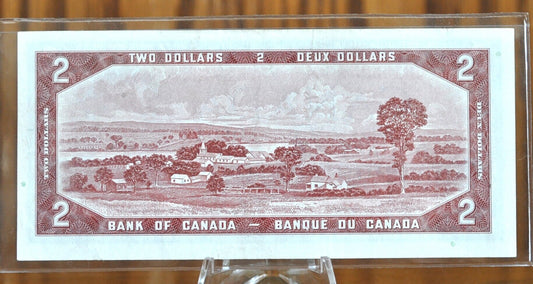 2 TWO DOLLARS 2 DEUX DOLLARS 2
TWO DOLLARS
DEUX DOLLARS
2 BANK OF CANADA — BANQUE DU CANADA 2